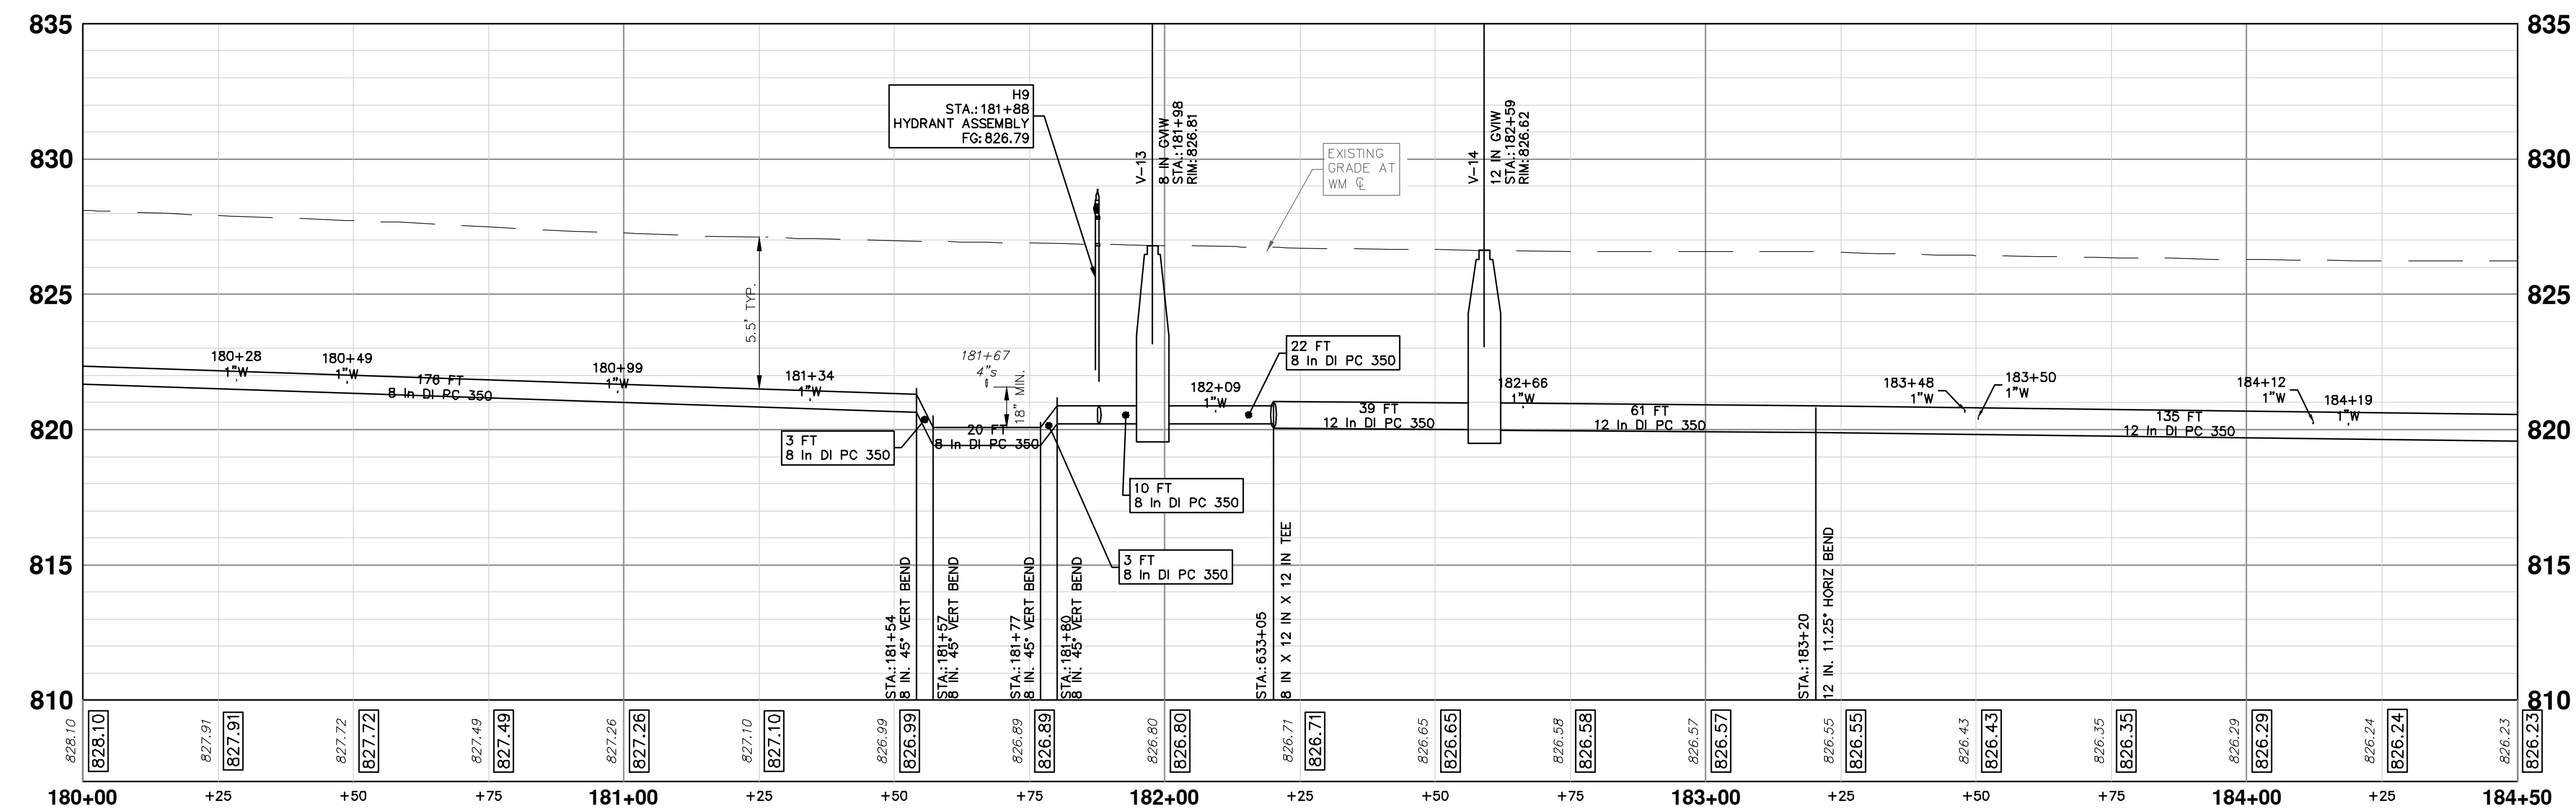 835
835
830
830
825
825
820
820
815
815
810
810
H9
STA.:181+88
HYDRANT ASSEMBLY
FG:826.79
V-13
8 IN GVIW
STA.:181+98
RIM:826.81
EXISTING
GRADE AT
WM ℄
V-14
12 IN GVIW
STA.:182+59
RIM:826.62
5.5' TYP.
180+28
1"W
180+49
1"W
176 FT
8 In DI PC 350
180+99
1"W
181+34
1"W
181+67
4"s
18" MIN.
3 FT
8 In DI PC 350
20 FT
8 In DI PC 350
182+09
1"W
22 FT
8 In DI PC 350
10 FT
8 In DI PC 350
3 FT
8 In DI PC 350
39 FT
12 In DI PC 350
182+66
1"W
61 FT
12 In DI PC 350
183+48
1"W
183+50
1"W
135 FT
12 In DI PC 350
184+12
1"W
184+19
1"W
STA.:181+54
8 IN. 45° VERT BEND
STA.:181+57
8 IN. 45° VERT BEND
STA.:181+77
8 IN. 45° VERT BEND
STA.:181+80
8 IN. 45° VERT BEND
STA.:633+05
8 IN X 12 IN X 12 IN TEE
STA.:183+20
12 IN. 11.25° HORIZ BEND
828.10
828.10
827.91
827.91
827.72
827.72
827.49
827.49
827.26
827.26
827.10
827.10
826.99
826.99
826.89
826.89
826.80
826.80
826.71
826.71
826.65
826.65
826.58
826.58
826.57
826.57
826.55
826.55
826.43
826.43
826.35
826.35
826.29
826.29
826.24
826.24
826.23
826.23
180+00
+25
+50
+75
181+00
+25
+50
+75
182+00
+25
+50
+75
183+00
+25
+50
+75
184+00
+25
184+50